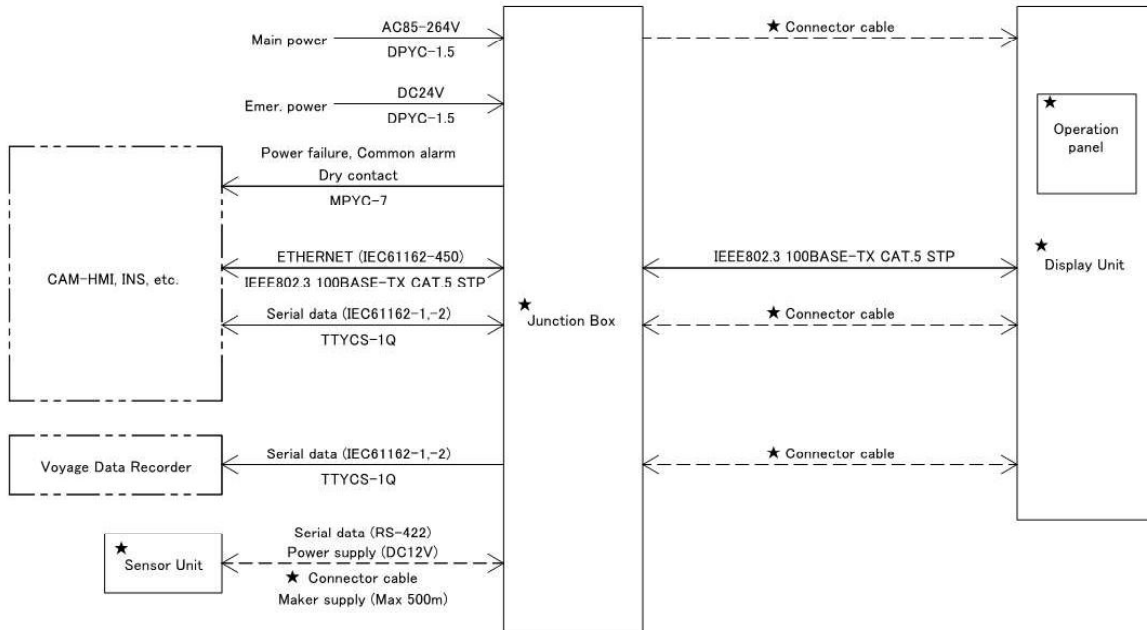 AC85-264V
★ Connector cable
Main power
DPYC-1.5
DC24V
Emer. power
DPYC-1.5
★
Operation
panel
Power failure, Common alarm
Dry contact
MPYC-7
ETHERNET (IEC61162-450)
IEEE802.3 100BASE-TX CAT.5 STP
CAM-HMI, INS, etc.
IEEE802.3 100BASE-TX CAT.5 STP
★ Display Unit
Serial data (IEC61162-1,-2)
TTYCS-1Q
★ Junction Box
★ Connector cable
Voyage Data Recorder
Serial data (IEC61162-1,-2)
TTYCS-1Q
★ Connector cable
★ Sensor Unit
Serial data (RS-422)
Power supply (DC12V)
★ Connector cable
Maker supply (Max 500m)